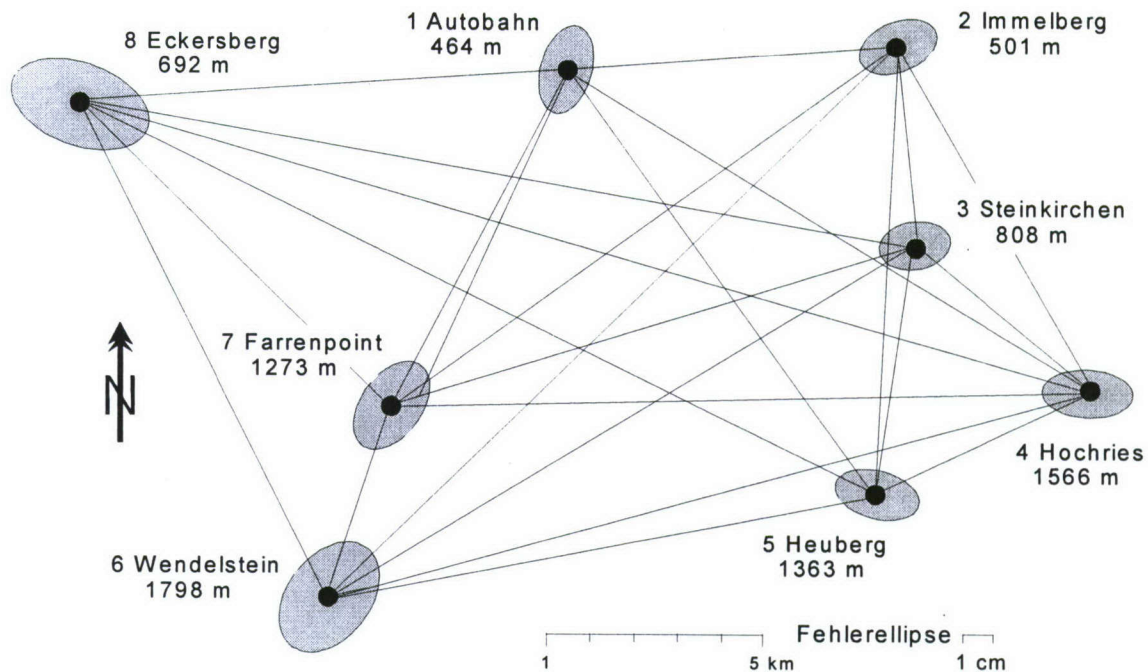 1 Autobahn
464 m
2 Immelberg
501 m
8 Eckersberg
692 m
3 Steinkirchen
808 m
7 Farrenpoint
1273 m
N
4 Hochries
1566 m
5 Heuberg
1363 m
6 Wendelstein
1798 m
Fehlerellipse
1 5 km 1 cm